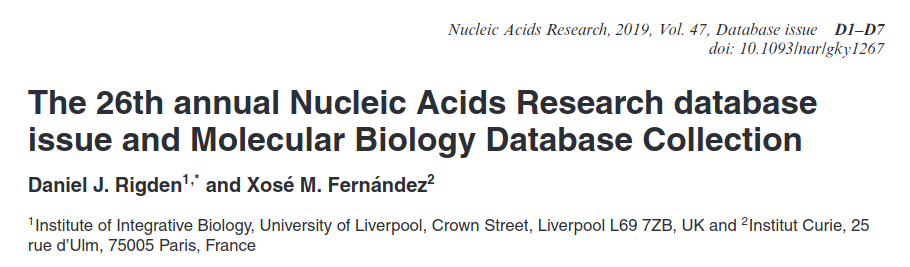 Nucleic Acids Research, 2019, Vol. 47, Database issue D1–D7
doi: 10.1093/nar/gky1267
The 26th annual Nucleic Acids Research database
issue and Molecular Biology Database Collection
Daniel J. Rigden1,* and Xosé M. Fernández2
1Institute of Integrative Biology, University of Liverpool, Crown Street, Liverpool L69 7ZB, UK and 2Institut Curie, 25
rue d’Ulm, 75005 Paris, France